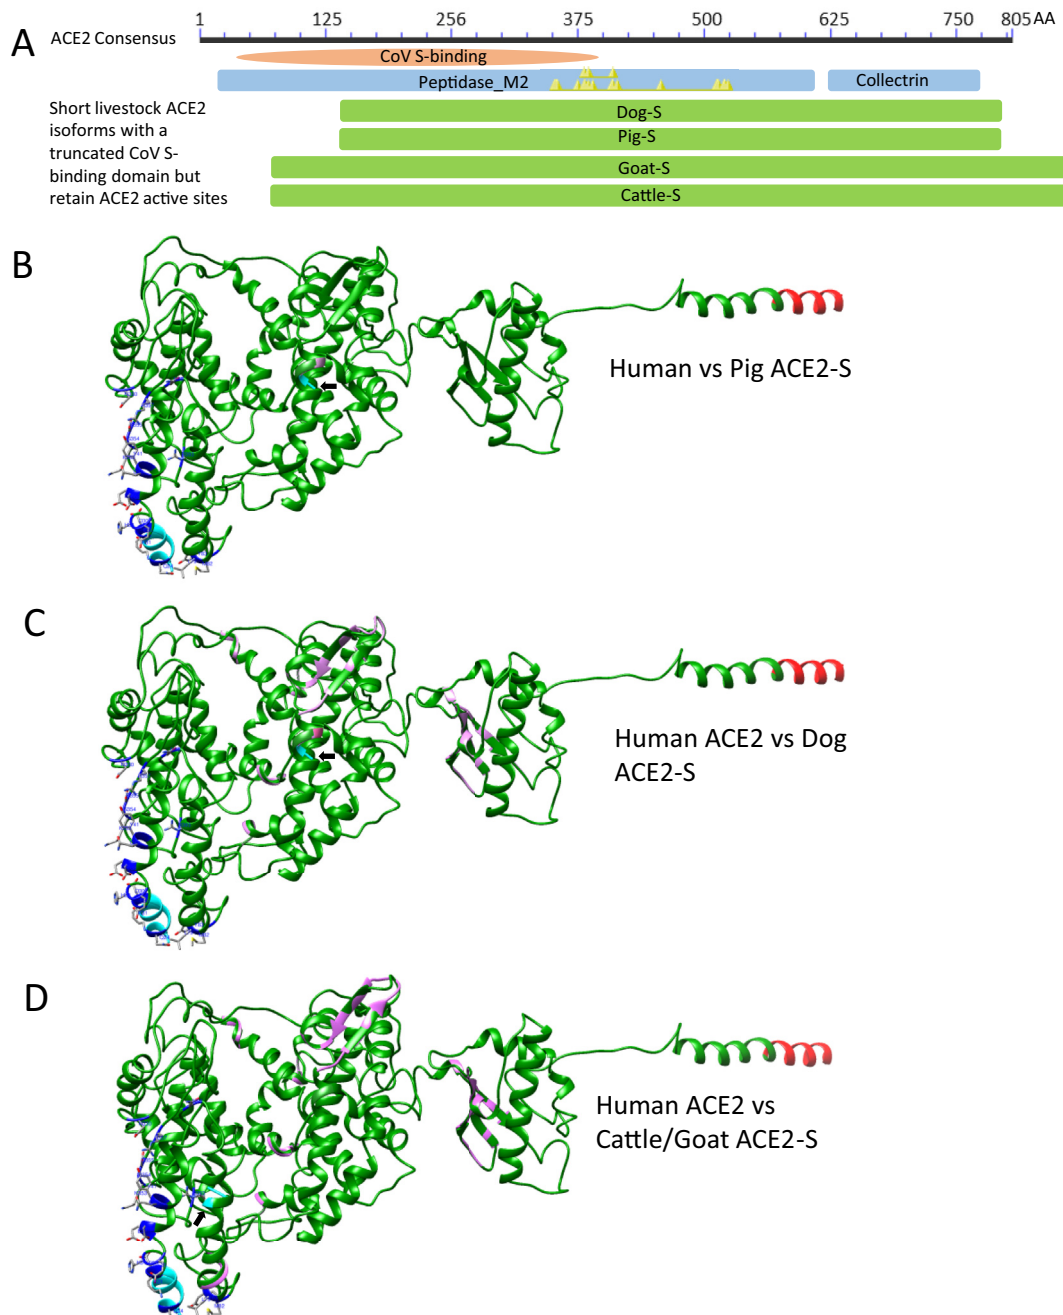 A
1 125 256 375 500 625 750 805 AA
ACE2 Consensus
CoV S-binding
Peptidase_M2
Collectrin
Short livestock ACE2
isoforms with a
truncated CoV S-
binding domain but
retain ACE2 active sites
Dog-S
Pig-S
Goat-S
Cattle-S
B
Human vs Pig ACE2-S
C
Human ACE2 vs Dog
ACE2-S
D
Human ACE2 vs
Cattle/Goat ACE2-S